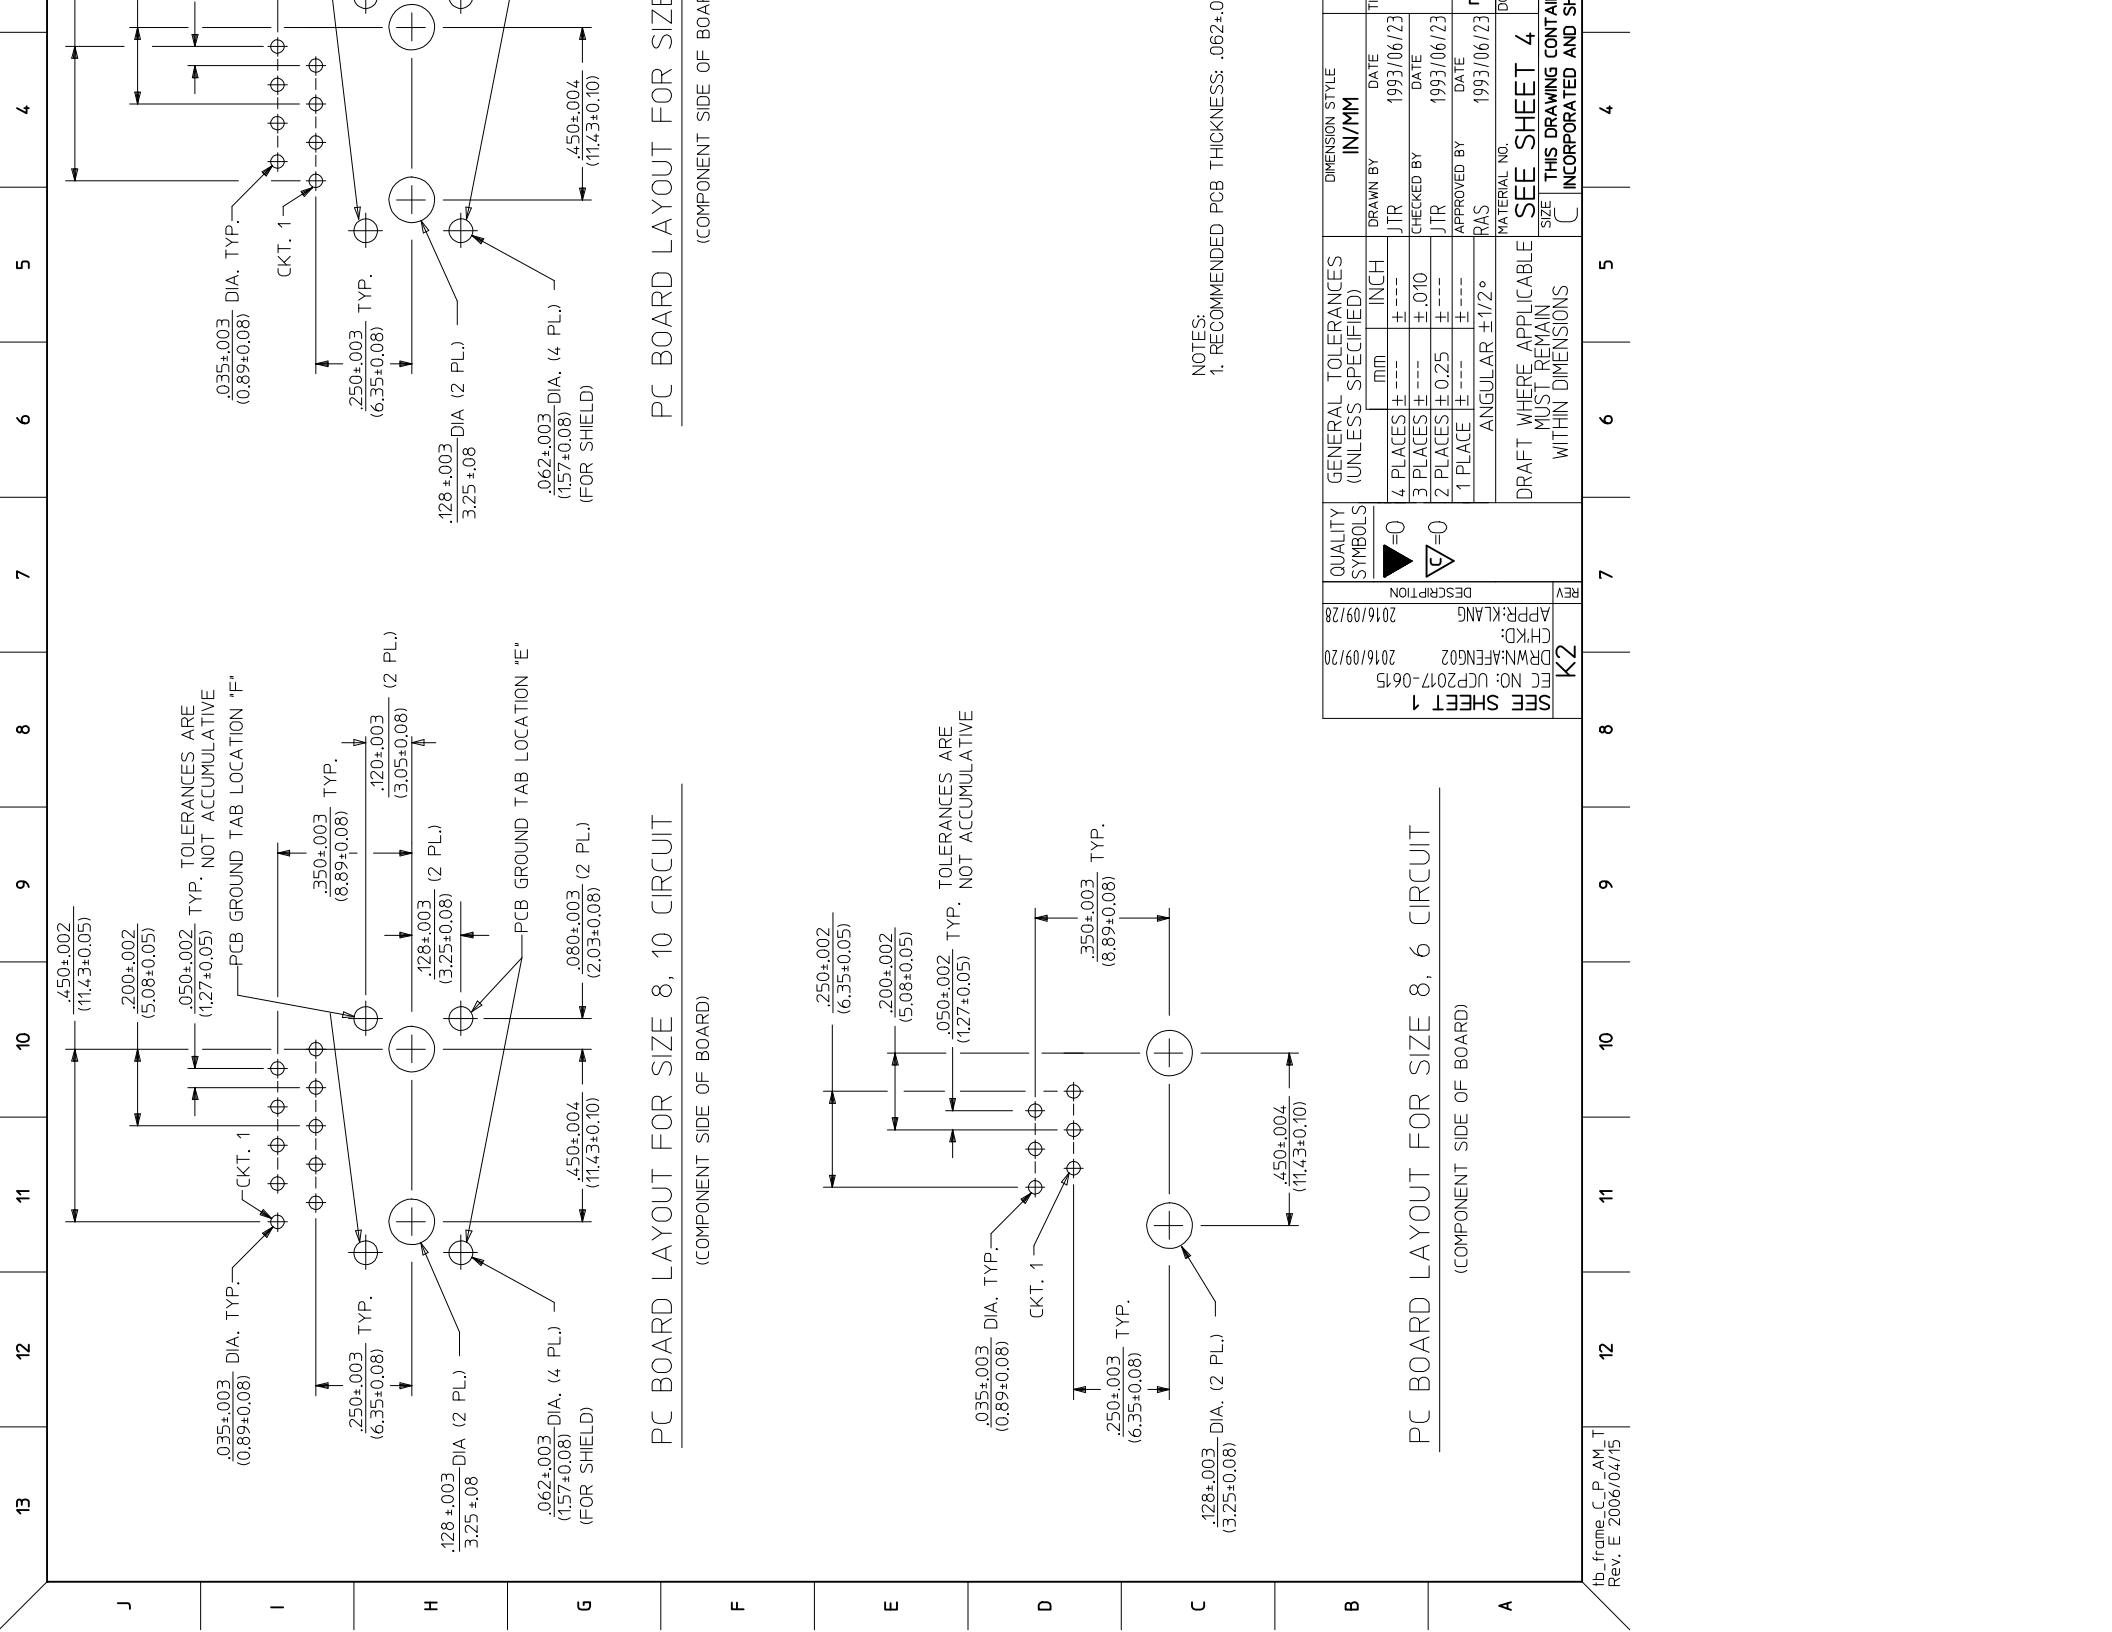 J
I
H
G
F
E
D
C
B
A
13
12
11
10
9
8
7
6
5
4
13
12
11
10
9
8
7
6
5
4
.450±.002
(11.43±0.05)
.200±.002
(5.08±0.05)
.050±.002 TYP. TOLERANCES ARE
(1.27±0.05) NOT ACCUMULATIVE
PCB GROUND TAB LOCATION "F"
CKT. 1
.035±.003 DIA. TYP.
(0.89±0.08)
.350±.003 TYP.
(8.89±0.08)
.120±.003 (2 PL.)
(3.05±0.08)
.128±.003 (2 PL.)
(3.25±0.08)
PCB GROUND TAB LOCATION "E"
.080±.003 (2 PL.)
(2.03±0.08)
.250±.003 TYP.
(6.35±0.08)
.128±.003 DIA (2 PL.)
3.25±.08
.062±.003 DIA. (4 PL.)
(1.57±0.08)
(FOR SHIELD)
.450±.004
(11.43±0.10)
PC BOARD LAYOUT FOR SIZE 8, 10 CIRCUIT
(COMPONENT SIDE OF BOARD)
.035±.003 DIA. TYP.
(0.89±0.08)
CKT. 1
.250±.003 TYP.
(6.35±0.08)
.128±.003 DIA (2 PL.)
3.25±.08
.062±.003 DIA. (4 PL.)
(1.57±0.08)
(FOR SHIELD)
.450±.004
(11.43±0.10)
PC BOARD LAYOUT FOR SIZE
(COMPONENT SIDE OF
.250±.002
(6.35±0.05)
.200±.002
(5.08±0.05)
.050±.002 TYP. TOLERANCES ARE
(1.27±0.05) NOT ACCUMULATIVE
.350±.003 TYP.
(8.89±0.08)
.035±.003 DIA. TYP.
(0.89±0.08)
CKT. 1
.250±.003 TYP.
(6.35±0.08)
.128±.003 DIA. (2 PL.)
(3.25±0.08)
.450±.004
(11.43±0.10)
PC BOARD LAYOUT FOR SIZE 8, 6 CIRCUIT
(COMPONENT SIDE OF BOARD)
NOTES:
1. RECOMMENDED PCB THICKNESS:
SEE SHEET 1
EC NO: UCP2017-0615
DRWN:AFENG02 2016/09/20
CH'KD:
APPR:KLANG 2016/09/28
K2
REV
DESCRIPTION
QUALITY
SYMBOLS
=0
C =0
GENERAL TOLERANCES
(UNLESS SPECIFIED)
mm INCH
4 PLACES ±--- ±---
3 PLACES ±--- ±.010
2 PLACES ±0.25 ±---
1 PLACE ±--- ±---
ANGULAR ±1/2°
DRAFT WHERE APPLICABLE
MUST REMAIN
WITHIN DIMENSIONS
DIMENSION STYLE
IN/MM
DRAWN BY DATE
JTR 1993/06/23
CHECKED BY DATE
JTR 1993/06/23
APPROVED BY DATE
RAS 1993/06/23
MATERIAL NO.
SEE SHEET 4
SIZE
C
THIS DRAWING
INCORPORATED AND
tb_frame_C_P_AM_T
Rev. E 2006/04/15